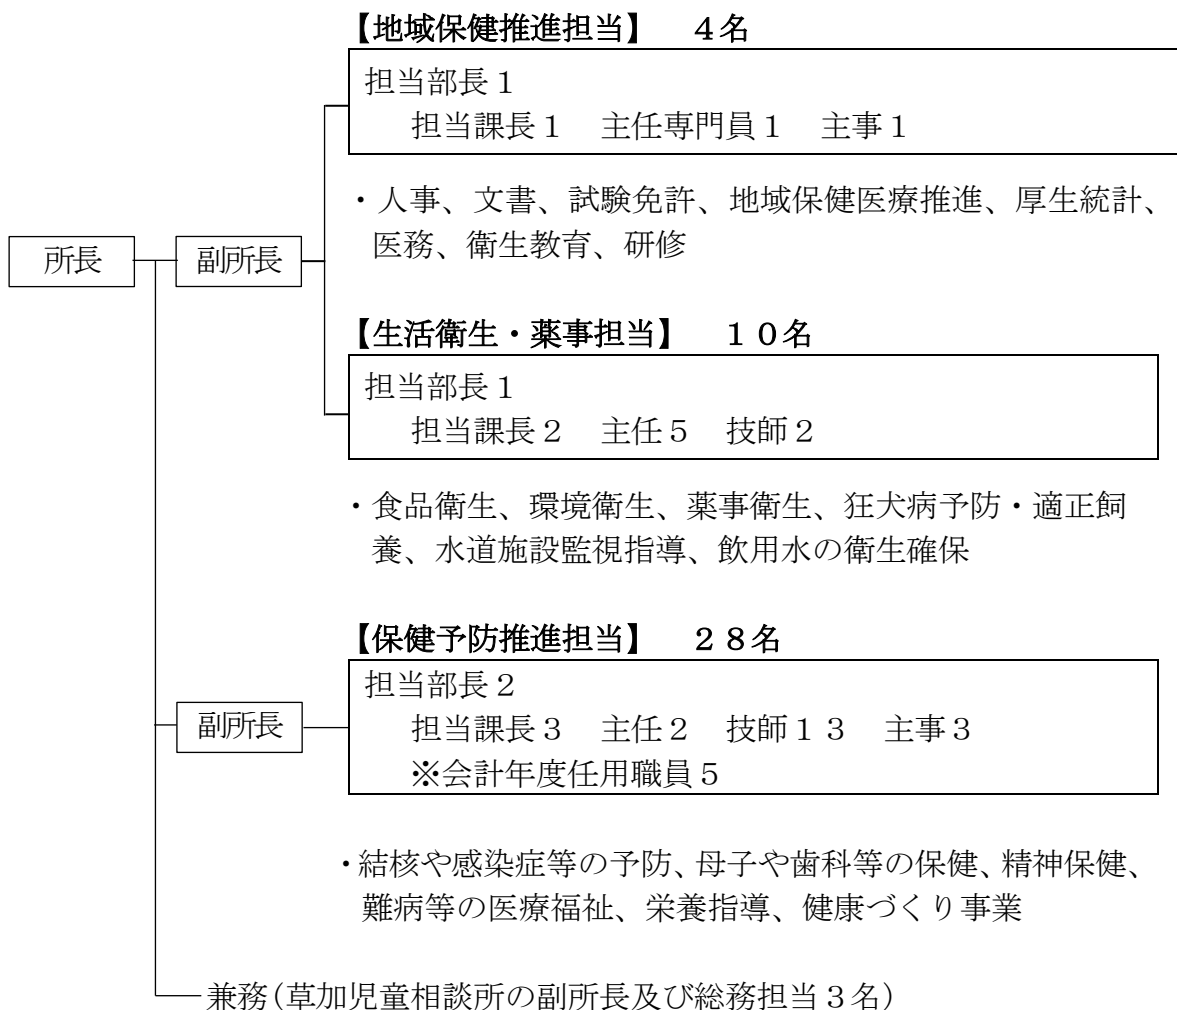 【地域保健推進担当】　４名
担当部長１
担当課長１　主任専門員１　主事１
・人事、文書、試験免許、地域保健医療推進、厚生統計、
医務、衛生教育、研修
所長
副所長
【生活衛生・薬事担当】　１０名
担当部長１
担当課長２　主任５　技師２
・食品衛生、環境衛生、薬事衛生、狂犬病予防・適正飼
養、水道施設監視指導、飲用水の衛生確保
【保健予防推進担当】　２８名
担当部長２
担当課長３　主任２　技師１３　主事３
※会計年度任用職員５
副所長
・結核や感染症等の予防、母子や歯科等の保健、精神保健、
難病等の医療福祉、栄養指導、健康づくり事業
兼務（草加児童相談所の副所長及び総務担当３名）